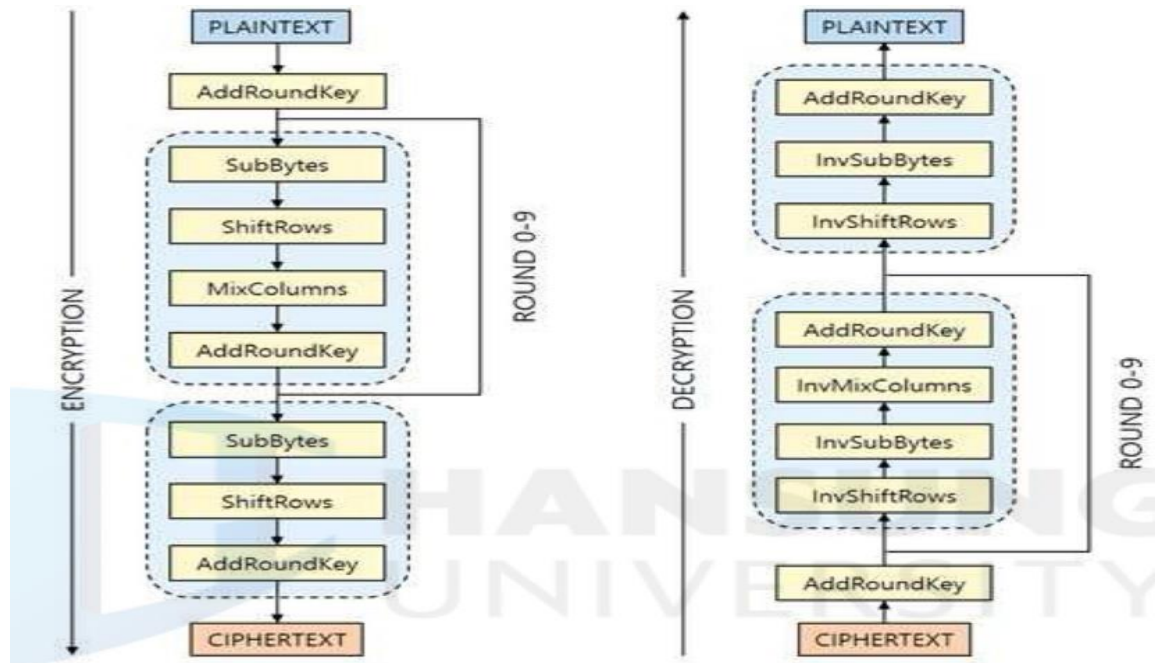 PLAINTEXT
AddRoundKey
SubBytes
ShiftRows
MixColumns
AddRoundKey
SubBytes
ShiftRows
AddRoundKey
CIPHERTEXT
ENCRYPTION
ROUND 0-9
PLAINTEXT
AddRoundKey
InvSubBytes
InvShiftRows
AddRoundKey
InvMixColumns
InvSubBytes
InvShiftRows
AddRoundKey
CIPHERTEXT
DECRYPTION
ROUND 0-9
HANSUNG
UNIVERSITY